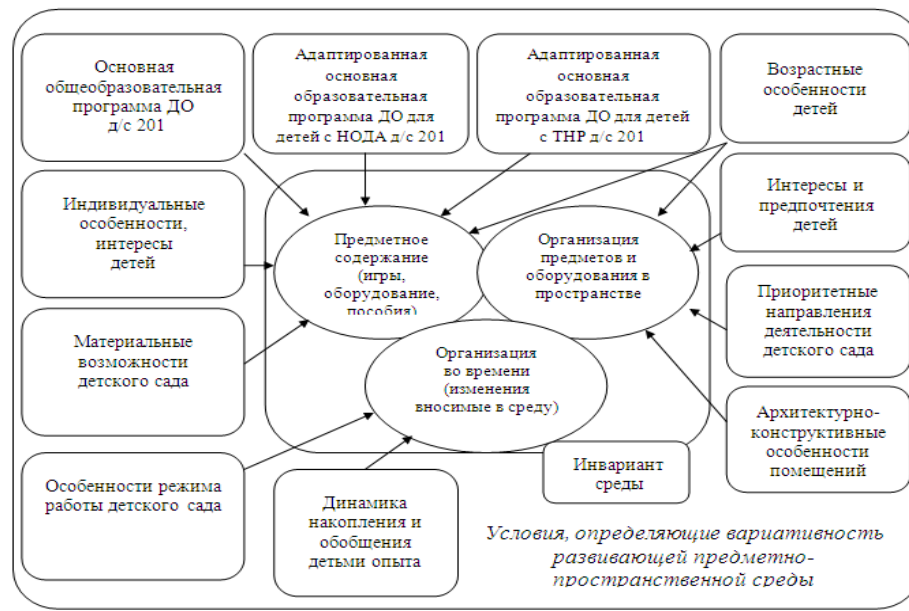 Основная
общеобразовательная
программа ДО
д/с 201
Адаптированная
основная
образовательная
программа ДО для
детей с НОДА д/с 201
Адаптированная
основная
образовательная
программа ДО для детей
с ТНР д/с 201
Возрастные
особенности
детей
Индивидуальные
особенности,
интересы
детей
Предметное
содержание
(игры,
оборудование,
пособия)
Организация
предметов и
оборудования в
пространстве
Интересы и
предпочтения
детей
Материальные
возможности
детского сада
Организация
во времени
(изменения
вносимые в среду)
Приоритетные
направления
деятельности
детского сада
Архитектурно-
конструктивные
особенности
помещений
Особенности режима
работы детского сада
Динамика
накопления и
обобщения
детьми опыта
Инвариант
среды
Условия, определяющие вариативность
развивающей предметно-
пространственной среды